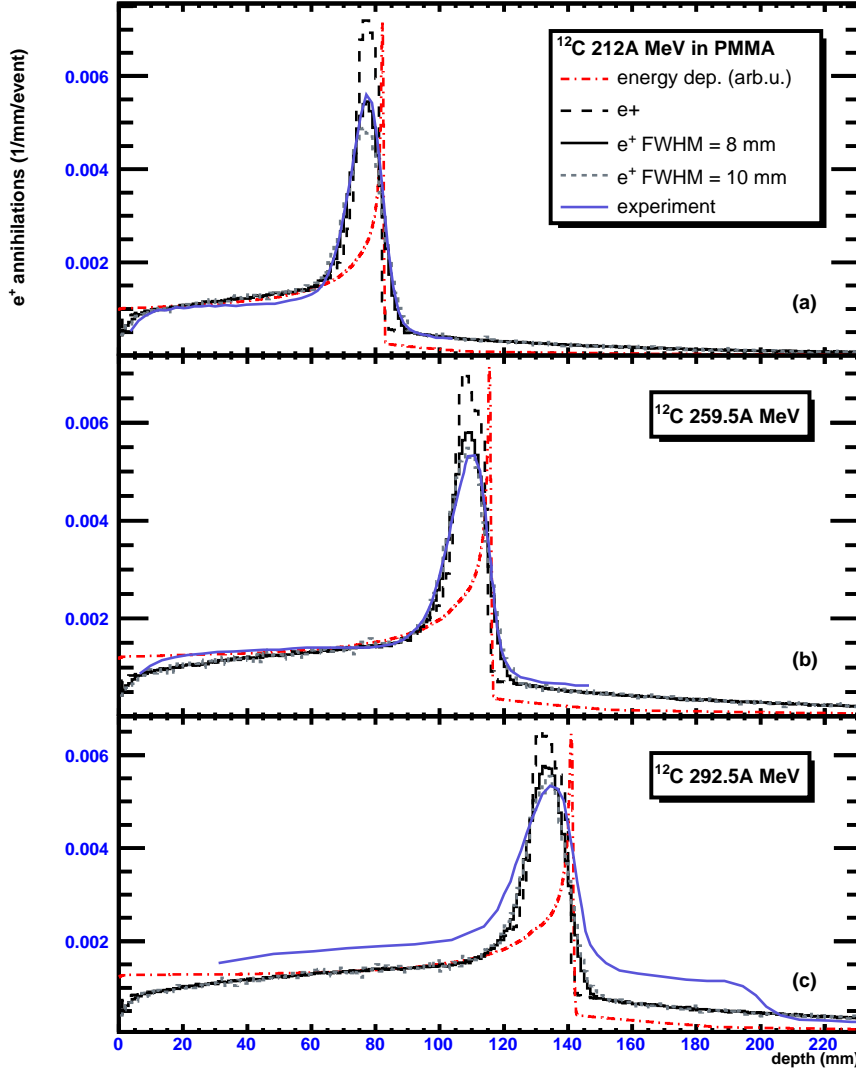 e⁺ annihilations (1/mm/event)
0.006
0.004
0.002
¹²C 212A MeV in PMMA
energy dep. (arb.u.)
e+
e⁺ FWHM = 8 mm
e⁺ FWHM = 10 mm
experiment
(a)
0.006
0.004
0.002
¹²C 259.5A MeV
(b)
0.006
0.004
0.002
¹²C 292.5A MeV
(c)
0 20 40 60 80 100 120 140 160 180 200 220
depth (mm)